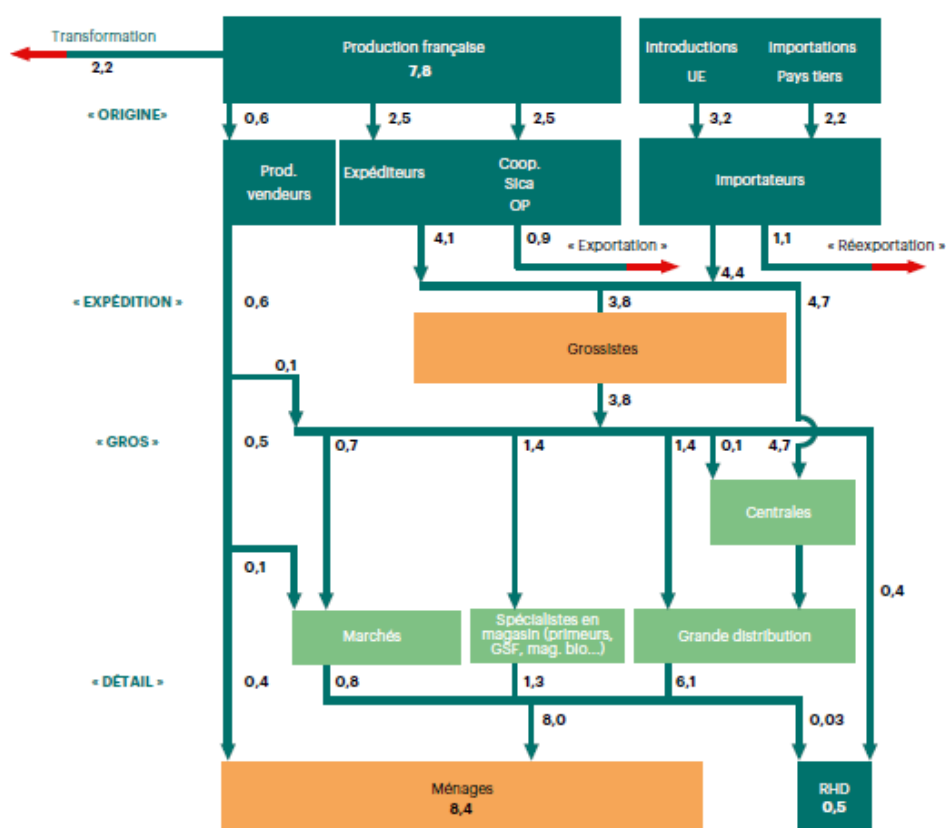 Transformation
2,2
Production française
7,8
Introductions
UE
Importations
Pays tiers
« ORIGINE»
0,6
2,5
2,5
3,2
2,2
Prod.
vendeurs
Expéditeurs
Coop.
Sica
OP
Importateurs
4,1
0,9
« Exportation »
1,1
« Réexportation »
4,4
« EXPÉDITION »
0,6
3,8
4,7
Grossistes
0,1
3,8
« GROS »
0,5
0,7
1,4
1,4
0,1
4,7
Centrales
0,1
0,4
Marchés
Spécialistes en
magasin (primeurs,
GSF, mag. bio...)
Grande distribution
« DÉTAIL »
0,4
0,8
1,3
6,1
8,0
0,03
Ménages
8,4
RHD
0,5